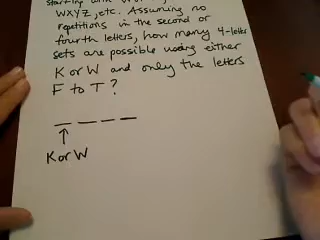 WXYZ, etc. Assuming no
repetitions in the second or
fourth letters, how many 4-letter
sets are possible using either
K or W and only the letters
F to T?
K or W